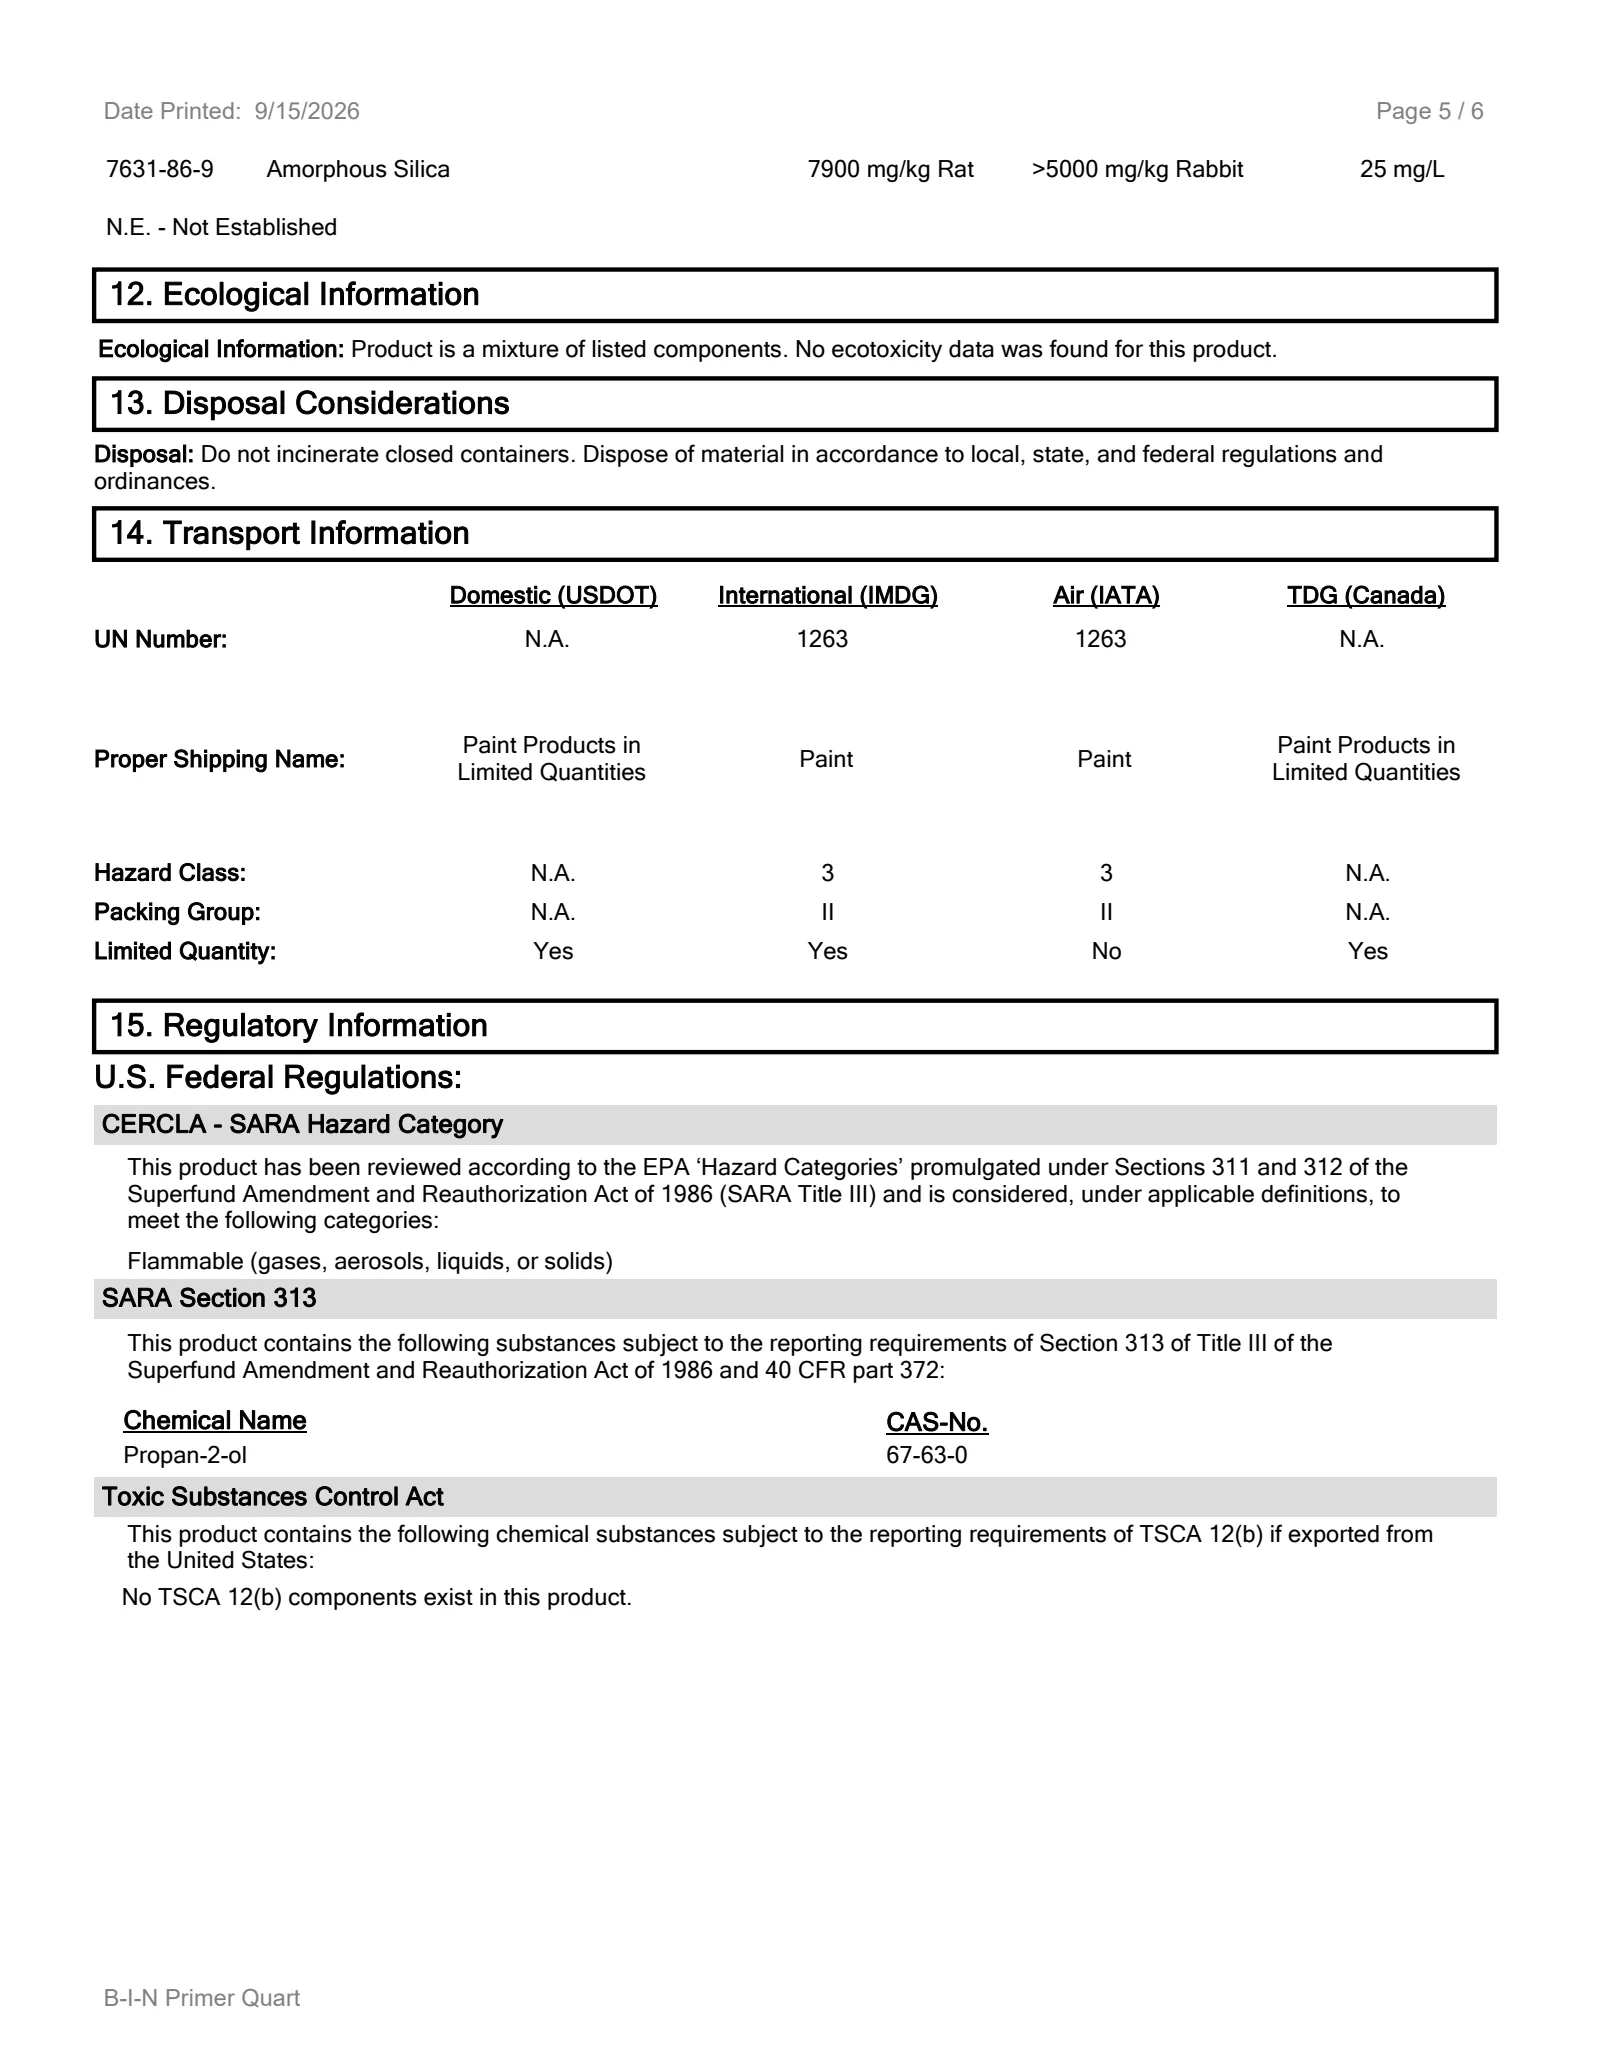 Date Printed: 9/15/2026 Page 5 / 6
7631-86-9 Amorphous Silica 7900 mg/kg Rat >5000 mg/kg Rabbit 25 mg/L
N.E. - Not Established
12. Ecological Information
Ecological Information: Product is a mixture of listed components. No ecotoxicity data was found for this product.
13. Disposal Considerations
Disposal: Do not incinerate closed containers. Dispose of material in accordance to local, state, and federal regulations and
ordinances.
14. Transport Information
Domestic (USDOT) International (IMDG) Air (IATA) TDG (Canada)
UN Number: N.A. 1263 1263 N.A.
Proper Shipping Name: Paint Products in Limited Quantities Paint Paint Paint Products in Limited Quantities
Hazard Class: N.A. 3 3 N.A.
Packing Group: N.A. II II N.A.
Limited Quantity: Yes Yes No Yes
15. Regulatory Information
U.S. Federal Regulations:
CERCLA - SARA Hazard Category
This product has been reviewed according to the EPA ‘Hazard Categories’ promulgated under Sections 311 and 312 of the
Superfund Amendment and Reauthorization Act of 1986 (SARA Title III) and is considered, under applicable definitions, to
meet the following categories:
Flammable (gases, aerosols, liquids, or solids)
SARA Section 313
This product contains the following substances subject to the reporting requirements of Section 313 of Title III of the
Superfund Amendment and Reauthorization Act of 1986 and 40 CFR part 372:
Chemical Name CAS-No.
Propan-2-ol 67-63-0
Toxic Substances Control Act
This product contains the following chemical substances subject to the reporting requirements of TSCA 12(b) if exported from
the United States:
No TSCA 12(b) components exist in this product.
B-I-N Primer Quart